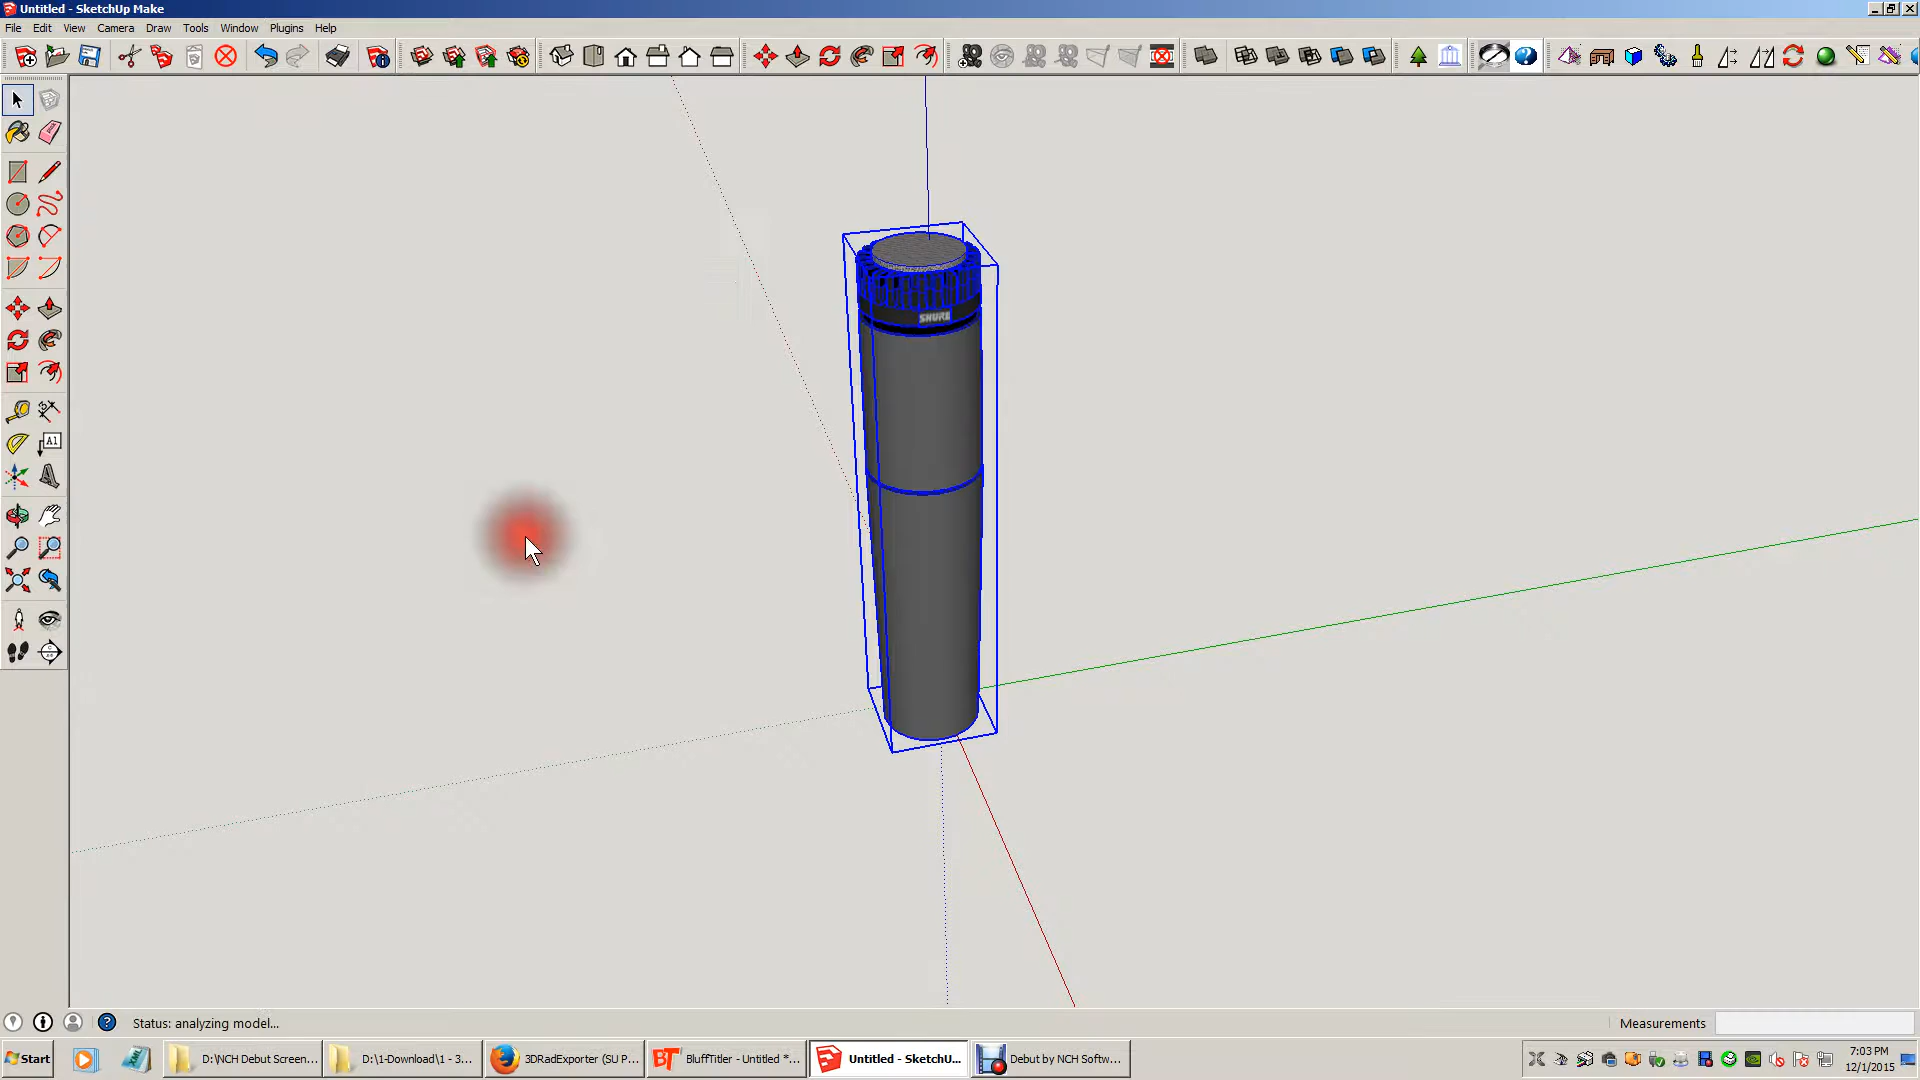 Untitled - SketchUp Make
File Edit View Camera Draw Tools Window Plugins Help
A1
SHURE
Status: analyzing model...
Measurements
Start
D:\NCH Debut Screen...
D:\1-Download\1 - 3...
3DRadExporter (SU P...
BluffTitler - Untitled *...
Untitled - SketchU...
Debut by NCH Softw...
7:03 PM
12/1/2015